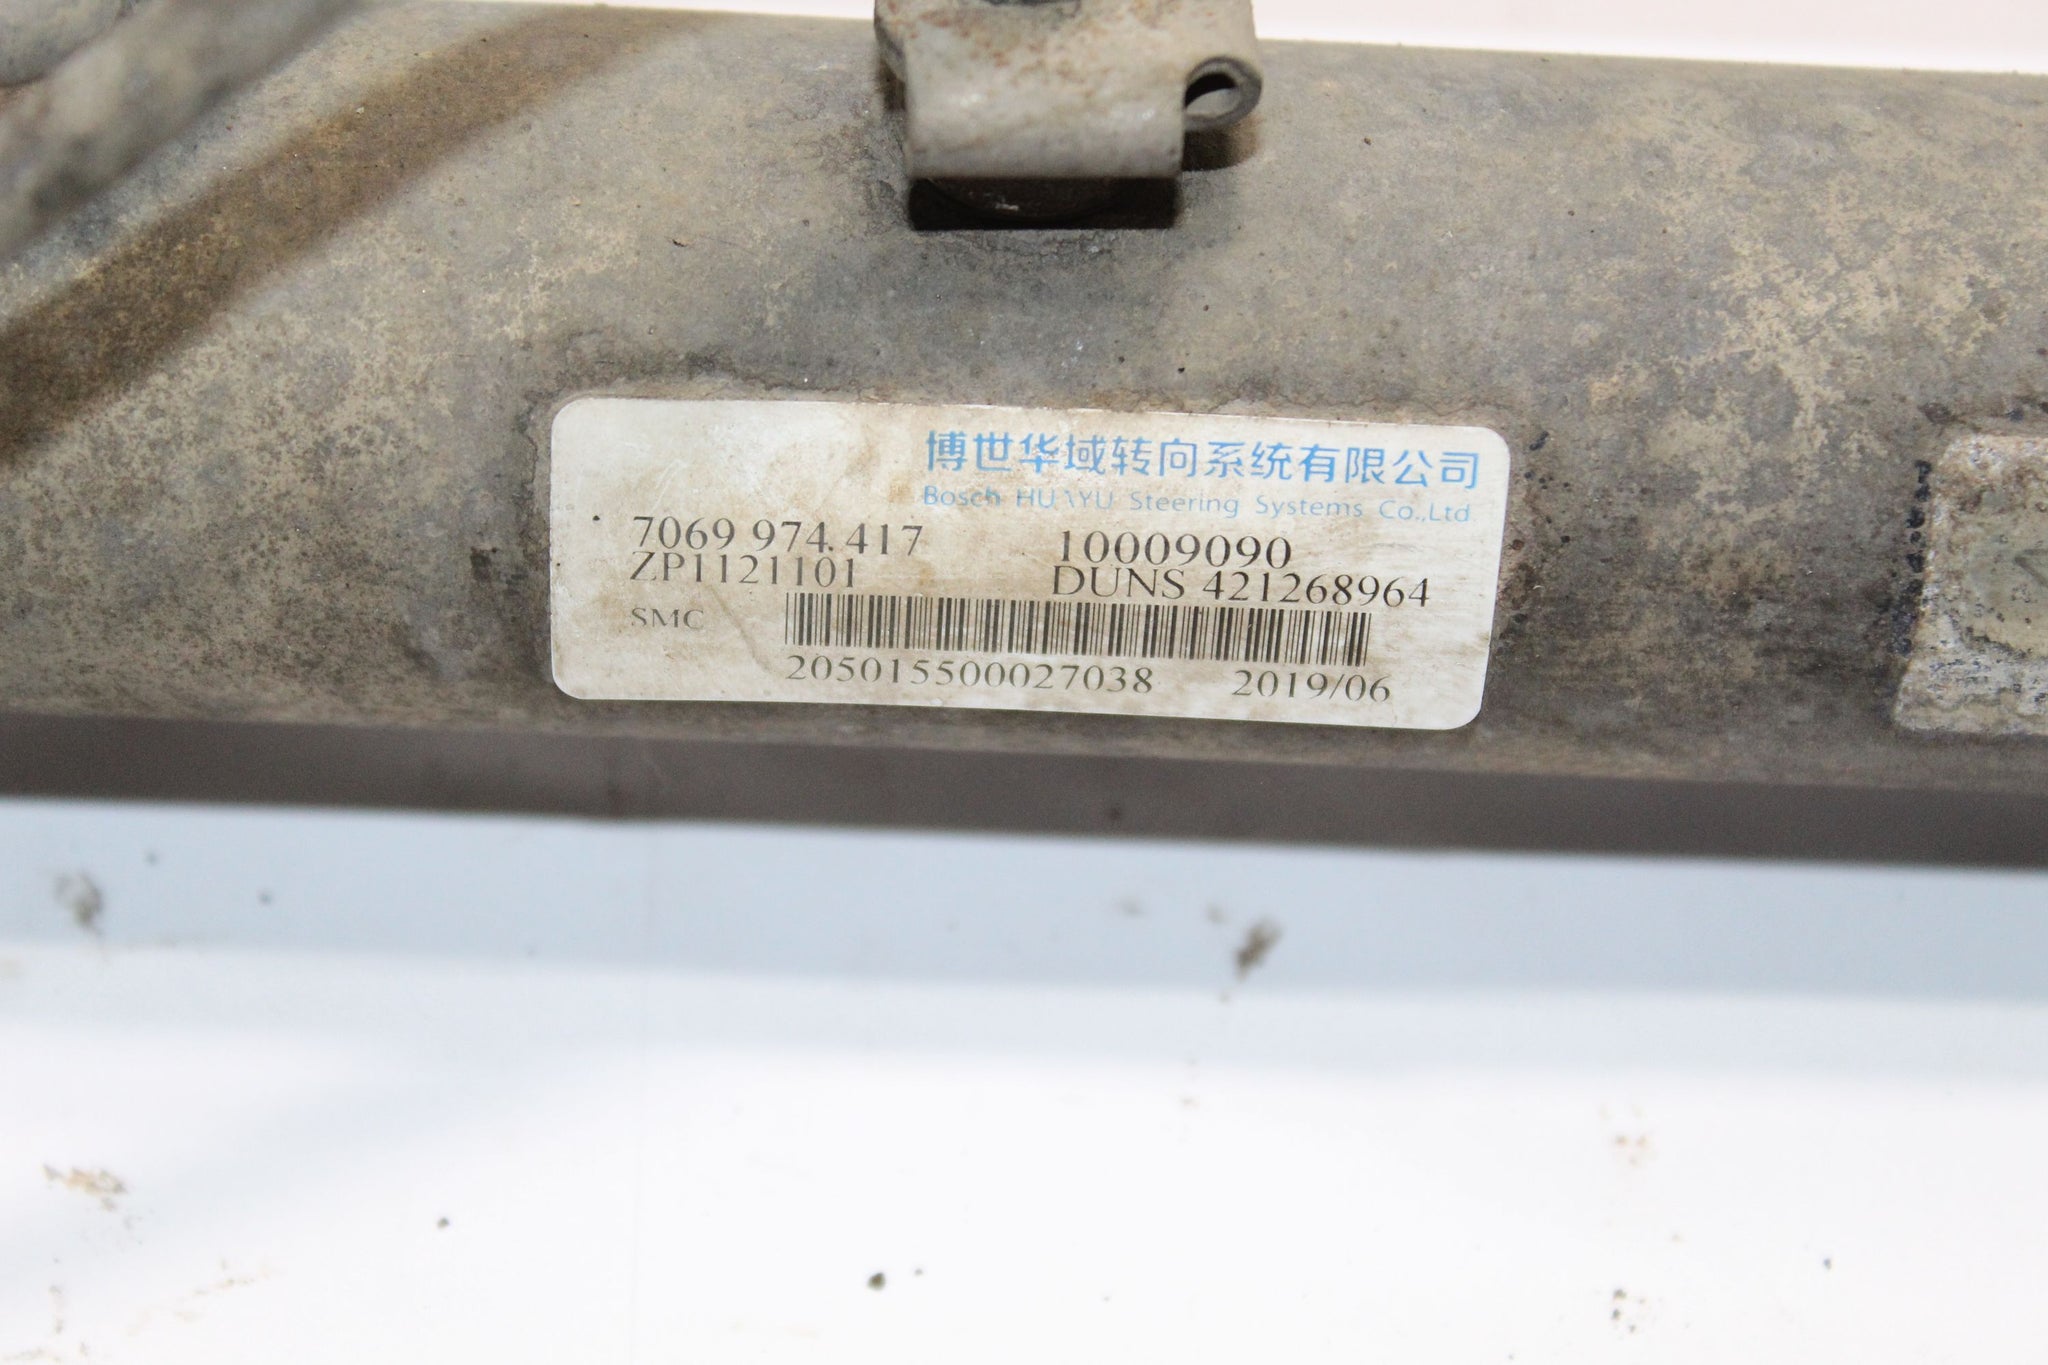 博世华域转向系统有限公司
Bosch HUAYU Steering Systems Co.,Ltd.
7069 974.417 10009090
ZP1121101 DUNS 421268964
SMC
205015500027038 2019/06